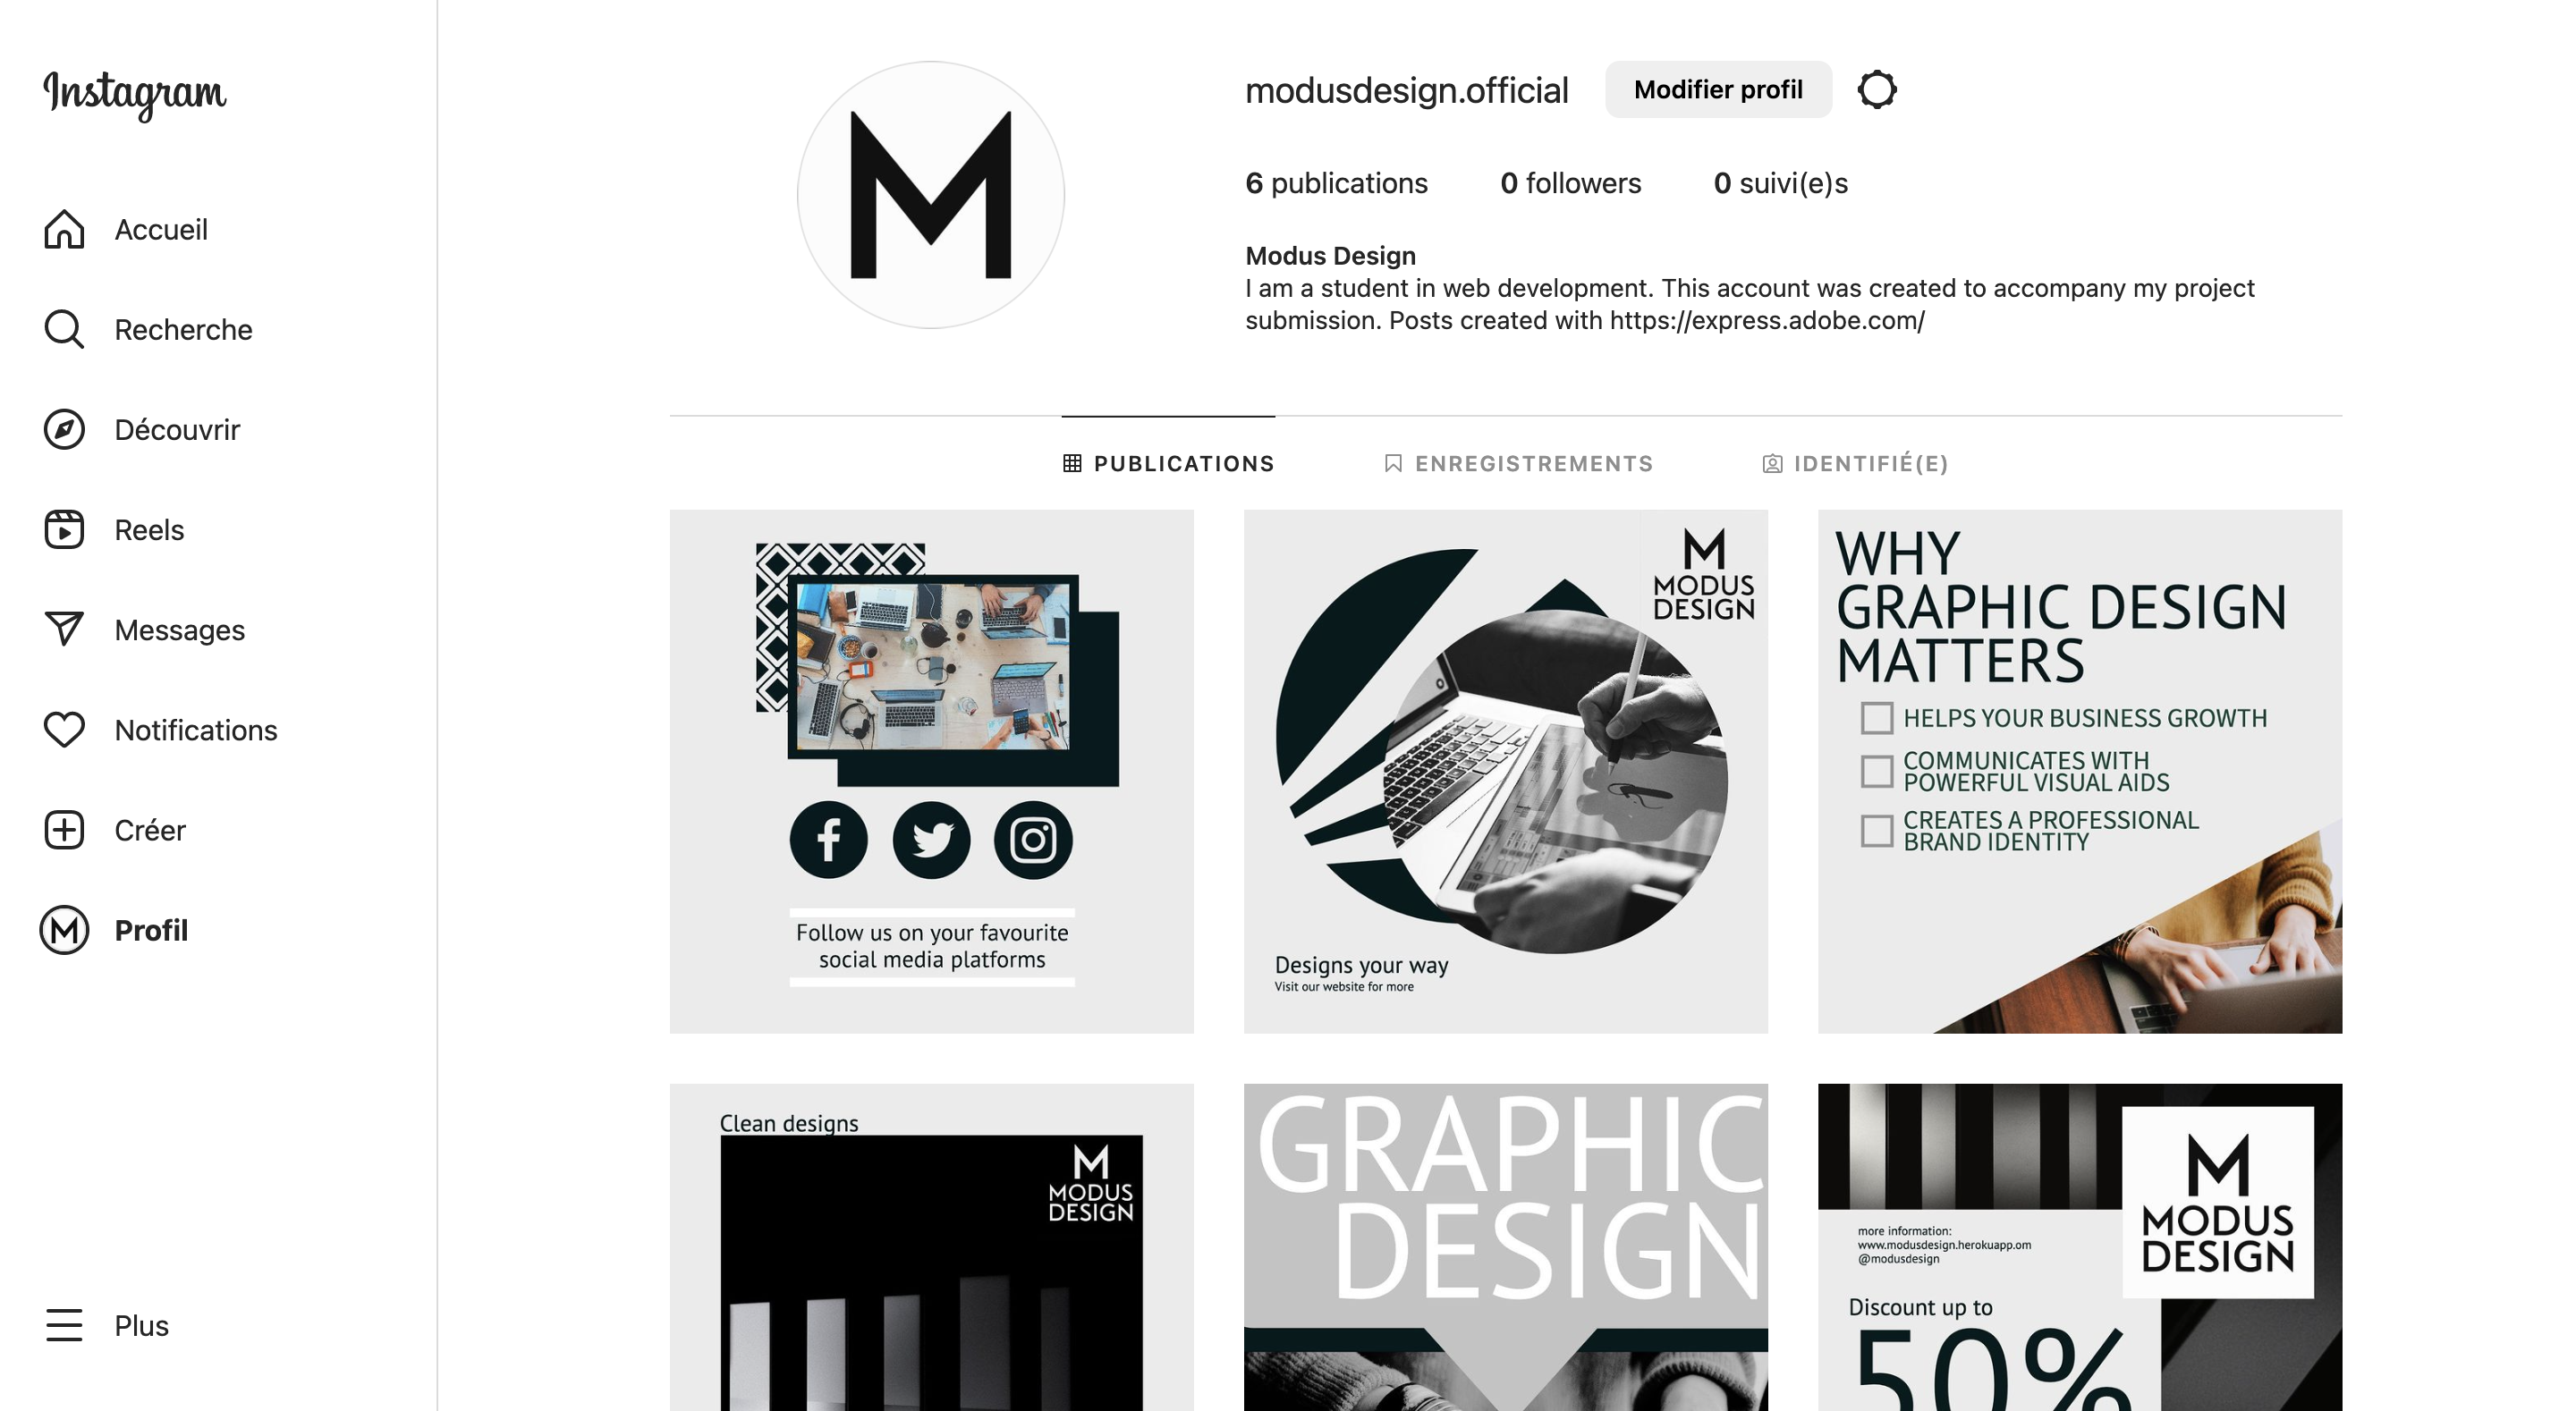 Instagram
Accueil
Recherche
Découvrir
Reels
Messages
Notifications
Créer
Profil
Plus
modusdesign.official
Modifier profil
6 publications
0 followers
0 suivi(e)s
Modus Design
I am a student in web development. This account was created to accompany my project
submission. Posts created with https://express.adobe.com/
PUBLICATIONS
ENREGISTREMENTS
IDENTIFIÉ(E)
Follow us on your favourite
social media platforms
M
MODUS
DESIGN
Designs your way
Visit our website for more
WHY
GRAPHIC DESIGN
MATTERS
HELPS YOUR BUSINESS GROWTH
COMMUNICATES WITH
POWERFUL VISUAL AIDS
CREATES A PROFESSIONAL
BRAND IDENTITY
Clean designs
M
MODUS
DESIGN
GRAPHIC
DESIGN
M
MODUS
DESIGN
more information:
www.modusdesign.herokuapp.om
@modusdesign
Discount up to
50%